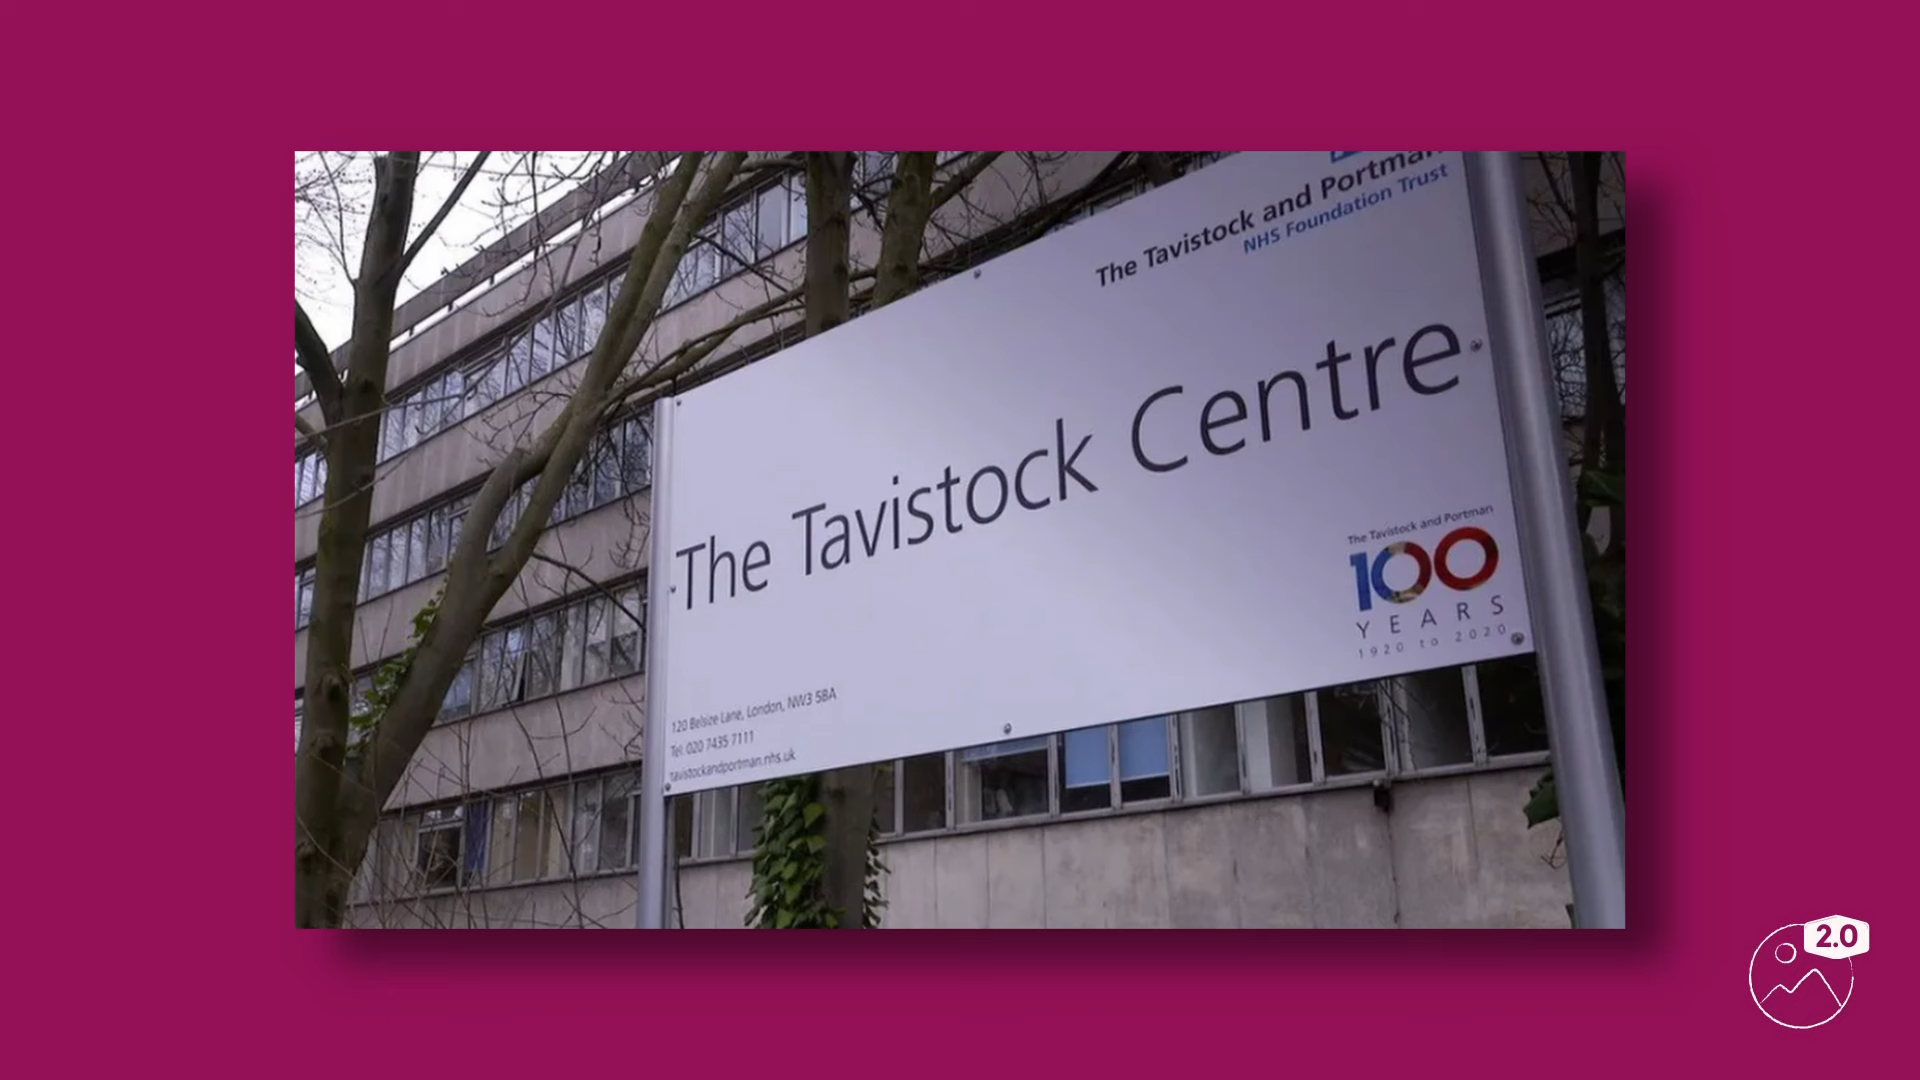 The Tavistock and Portman
NHS Foundation Trust
The Tavistock Centre
The Tavistock and Portman
100
YEARS
1920 to 2020
120 Belsize Lane, London, NW3 5BA
Tel: 020 7435 7111
tavistockandportman.nhs.uk
2.0